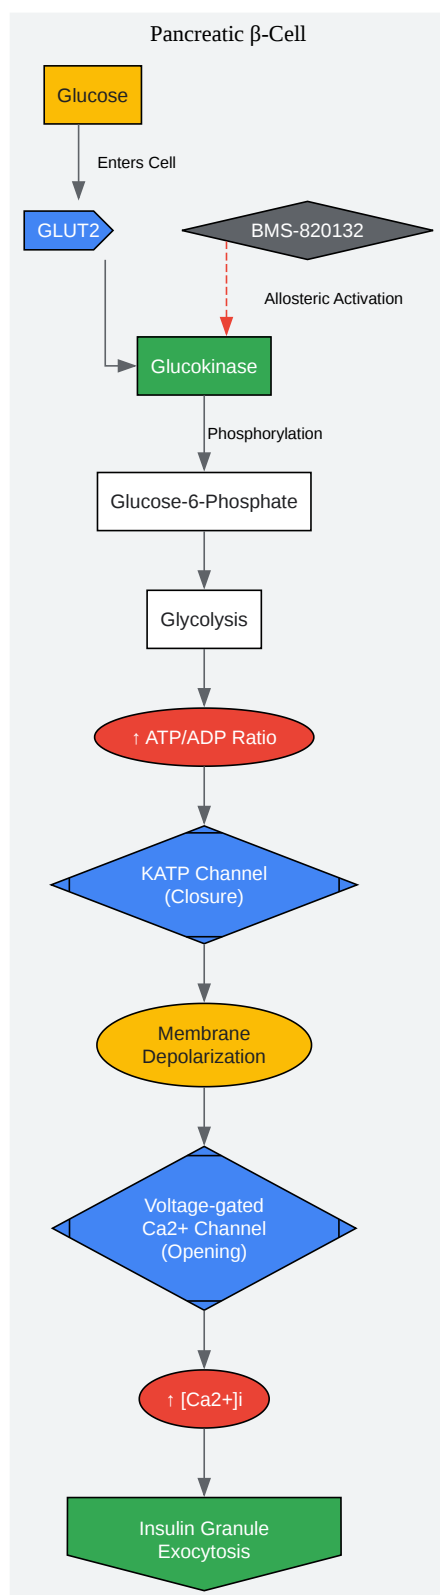 Pancreatic β-Cell
Glucose
Enters Cell
GLUT2
BMS-820132
Allosteric Activation
Glucokinase
Phosphorylation
Glucose-6-Phosphate
Glycolysis
↑ ATP/ADP Ratio
KATP Channel
(Closure)
Membrane
Depolarization
Voltage-gated
Ca2+ Channel
(Opening)
↑ [Ca2+]i
Insulin Granule
Exocytosis